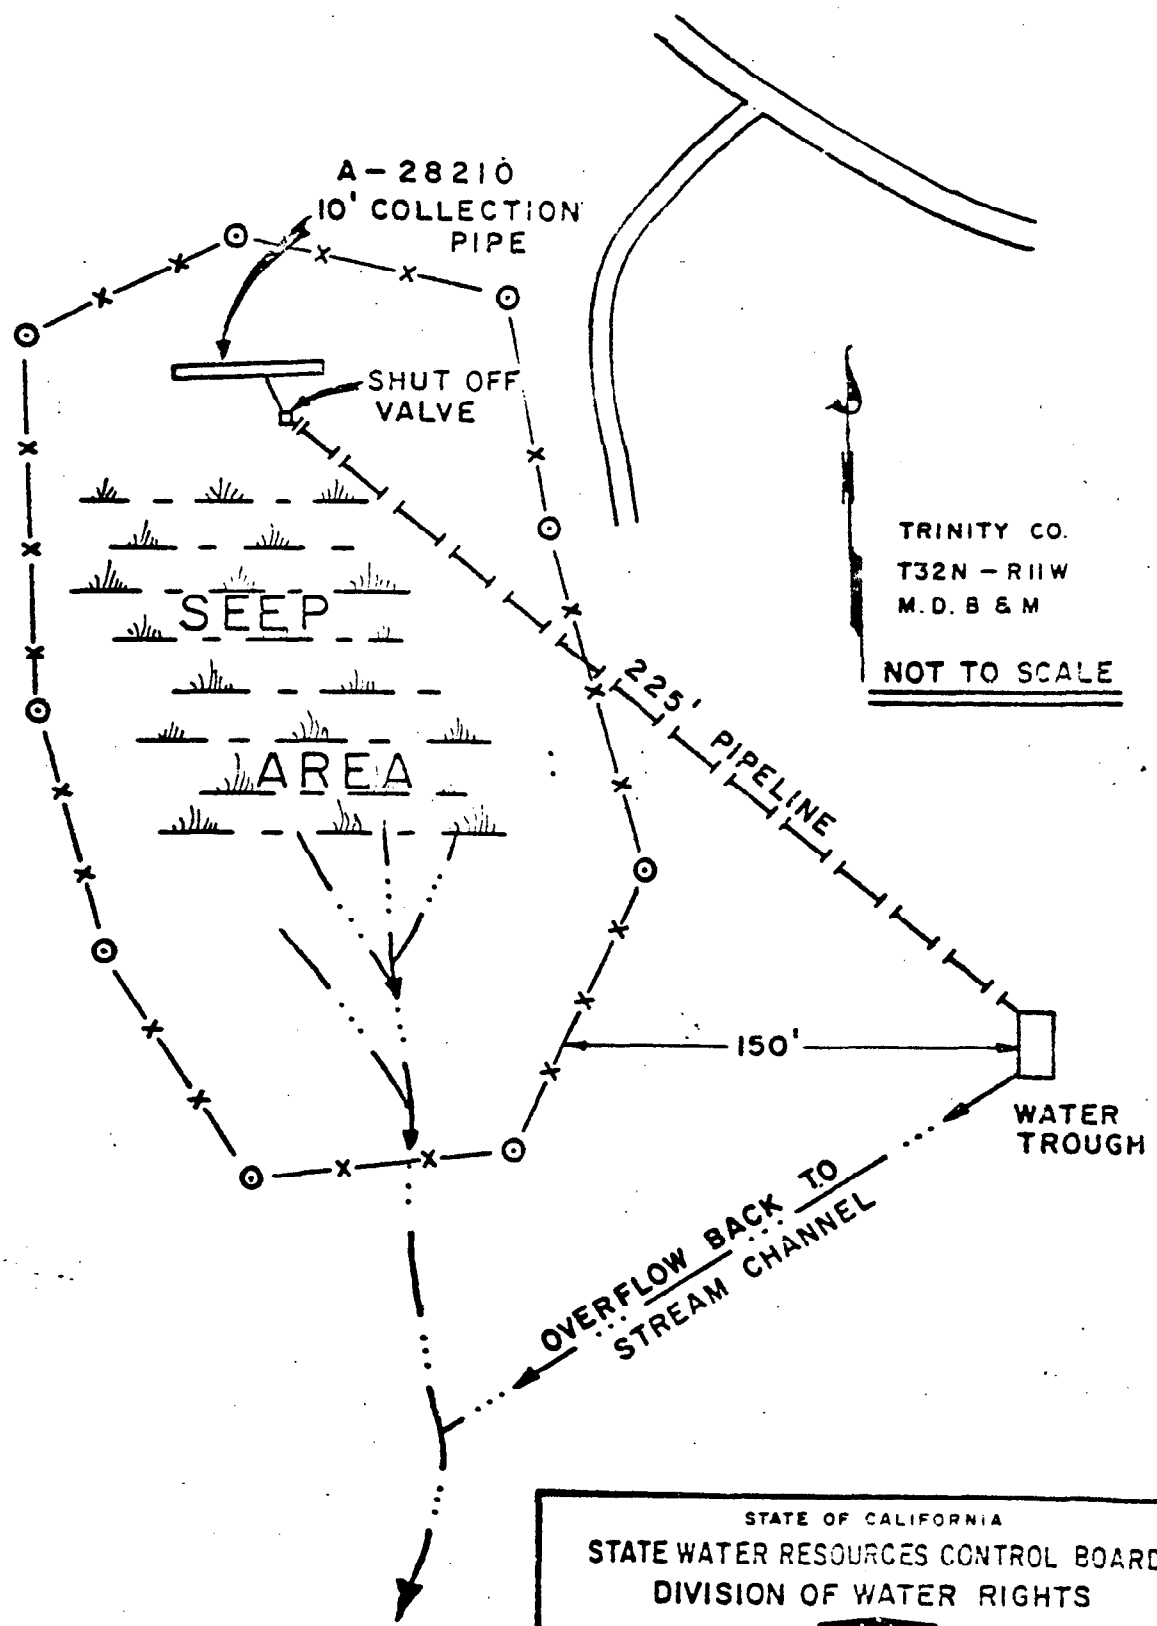 A-28210
10' COLLECTION
PIPE
SHUT OFF
VALVE
TRINITY CO.
T32N - R11W
M.D. B & M
NOT TO SCALE
SEEP
AREA
225' PIPELINE
150'
WATER
TROUGH
OVERFLOW BACK TO
STREAM CHANNEL
STATE OF CALIFORNIA
STATE WATER RESOURCES CONTROL BOARD
DIVISION OF WATER RIGHTS